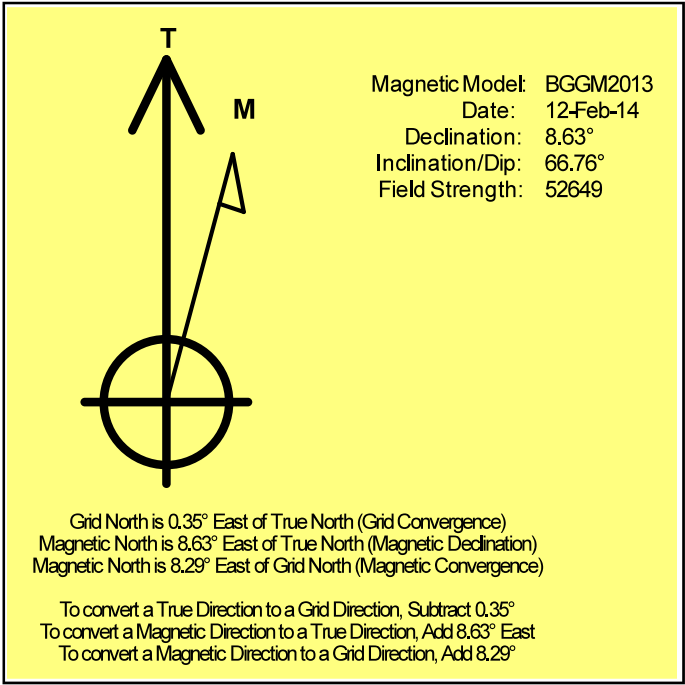 T
M
Magnetic Model: BGGM2013
Date: 12-Feb-14
Declination: 8.63°
Inclination/Dip: 66.76°
Field Strength: 52649
Grid North is 0.35° East of True North (Grid Convergence)
Magnetic North is 8.63° East of True North (Magnetic Declination)
Magnetic North is 8.29° East of Grid North (Magnetic Convergence)
To convert a True Direction to a Grid Direction, Subtract 0.35°
To convert a Magnetic Direction to a True Direction, Add 8.63° East
To convert a Magnetic Direction to a Grid Direction, Add 8.29°